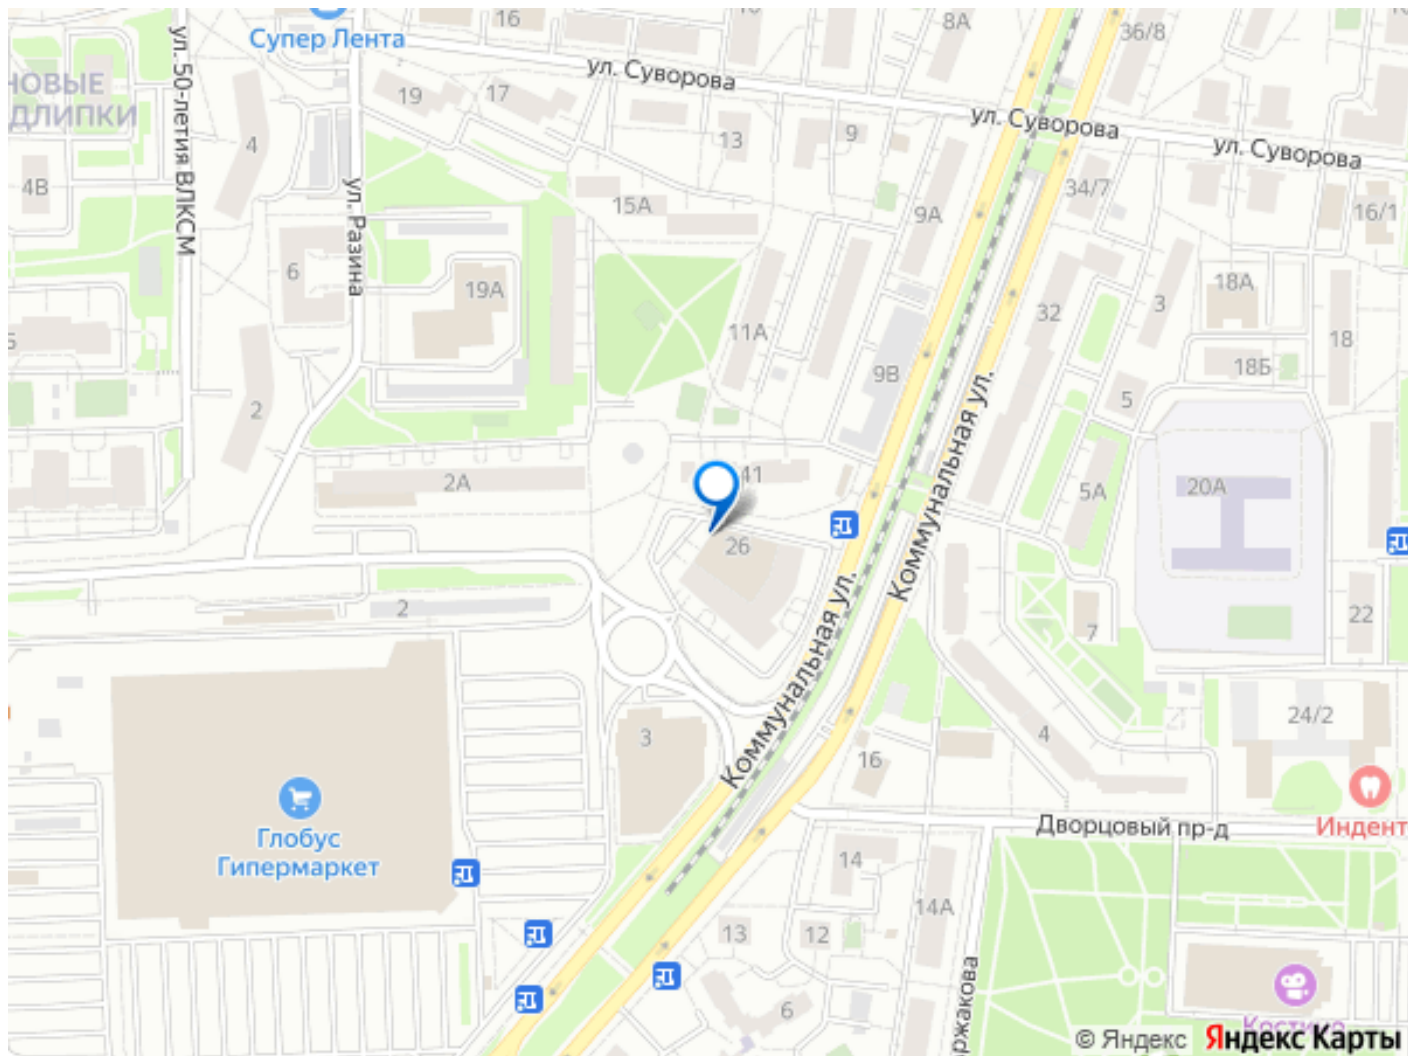 16
8А
36/8
Супер Лента
ул. 50-летия ВЛКСМ
НОВЫЕ
ДЛИПКИ
ул. Суворова
19
17
13
9
ул. Суворова
ул. Суворова
4
4В
ул. Разина
15А
9А
34/7
16/1
6
19А
18А
11А
32
3
18
9В
18Б
2
5
Коммунальная ул.
2А
41
5А
20А
26
2
Коммунальная ул.
7
22
3
4
24/2
16
Глобус
Гипермаркет
Дворцовый пр-д
Индент
14
14А
13
12
6
Костино
© Яндекс Яндекс Карты